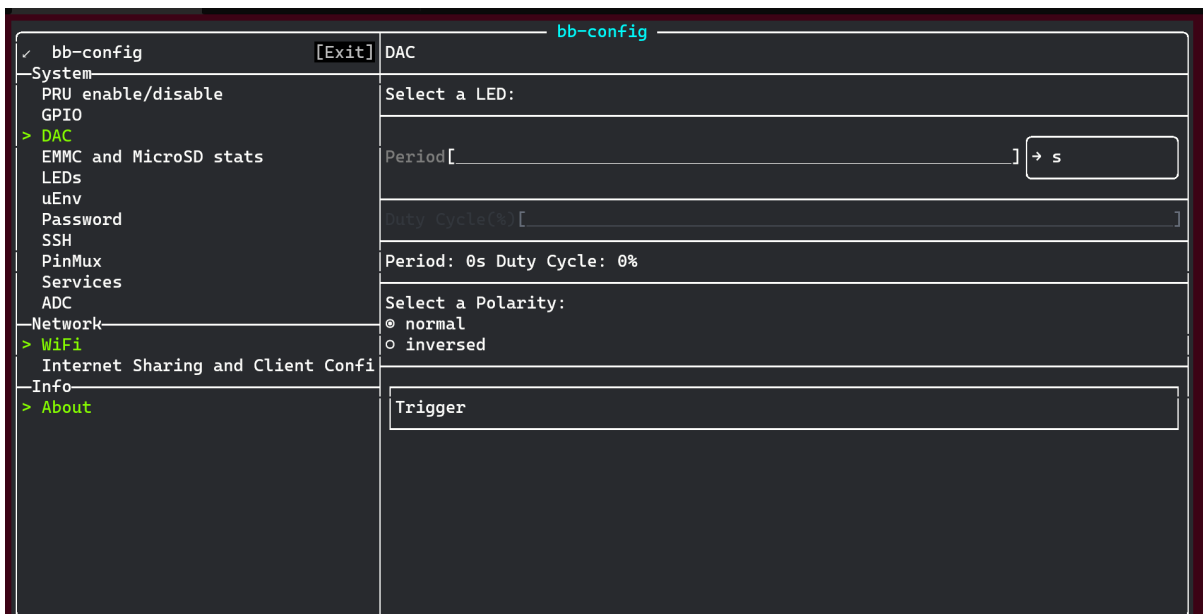 bb-config
✓ bb-config [Exit]
System
PRU enable/disable
GPIO
> DAC
EMMC and MicroSD stats
LEDs
uEnv
Password
SSH
PinMux
Services
ADC
Network
> WiFi
Internet Sharing and Client Confi
Info
> About
DAC
Select a LED:
Period[ ] → s
Duty Cycle(%)[ ]
Period: 0s Duty Cycle: 0%
Select a Polarity:
◉ normal
○ inversed
Trigger